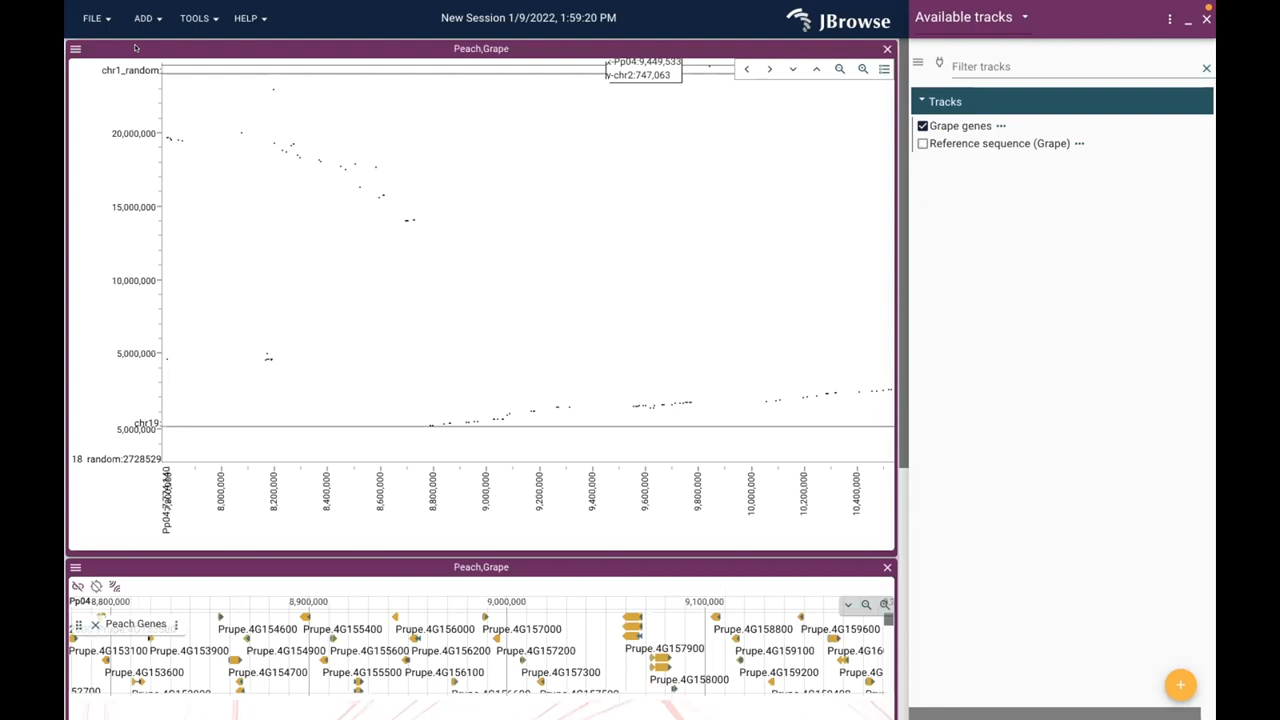 FILE ADD TOOLS HELP New Session 1/9/2022, 1:59:20 PM JBrowse
Available tracks
Peach,Grape
Filter tracks
Tracks
Grape genes
Reference sequence (Grape)
x-Pp04:9,449,533
y-chr2:747,063
chr1_random:
20,000,000
15,000,000
10,000,000
5,000,000
chr19:
5,000,000
18 random:2728529
8,000,000
8,200,000
8,400,000
8,600,000
8,800,000
9,000,000
9,200,000
9,400,000
9,600,000
9,800,000
10,000,000
10,200,000
10,400,000
Peach,Grape
Pp04 8,800,000 8,900,000 9,000,000 9,100,000
Peach Genes
Prupe.4G154600 Prupe.4G155400 Prupe.4G156000 Prupe.4G157000 Prupe.4G158800 Prupe.4G159600
4G153100 Prupe.4G153900 Prupe.4G154900 Prupe.4G155600 Prupe.4G156200 Prupe.4G157200 Prupe.4G157900 Prupe.4G159100 Prupe.4G16
Prupe.4G153600 Prupe.4G154700 Prupe.4G155500 Prupe.4G156100 Prupe.4G157300 Prupe.4G158000 Prupe.4G159200
52700